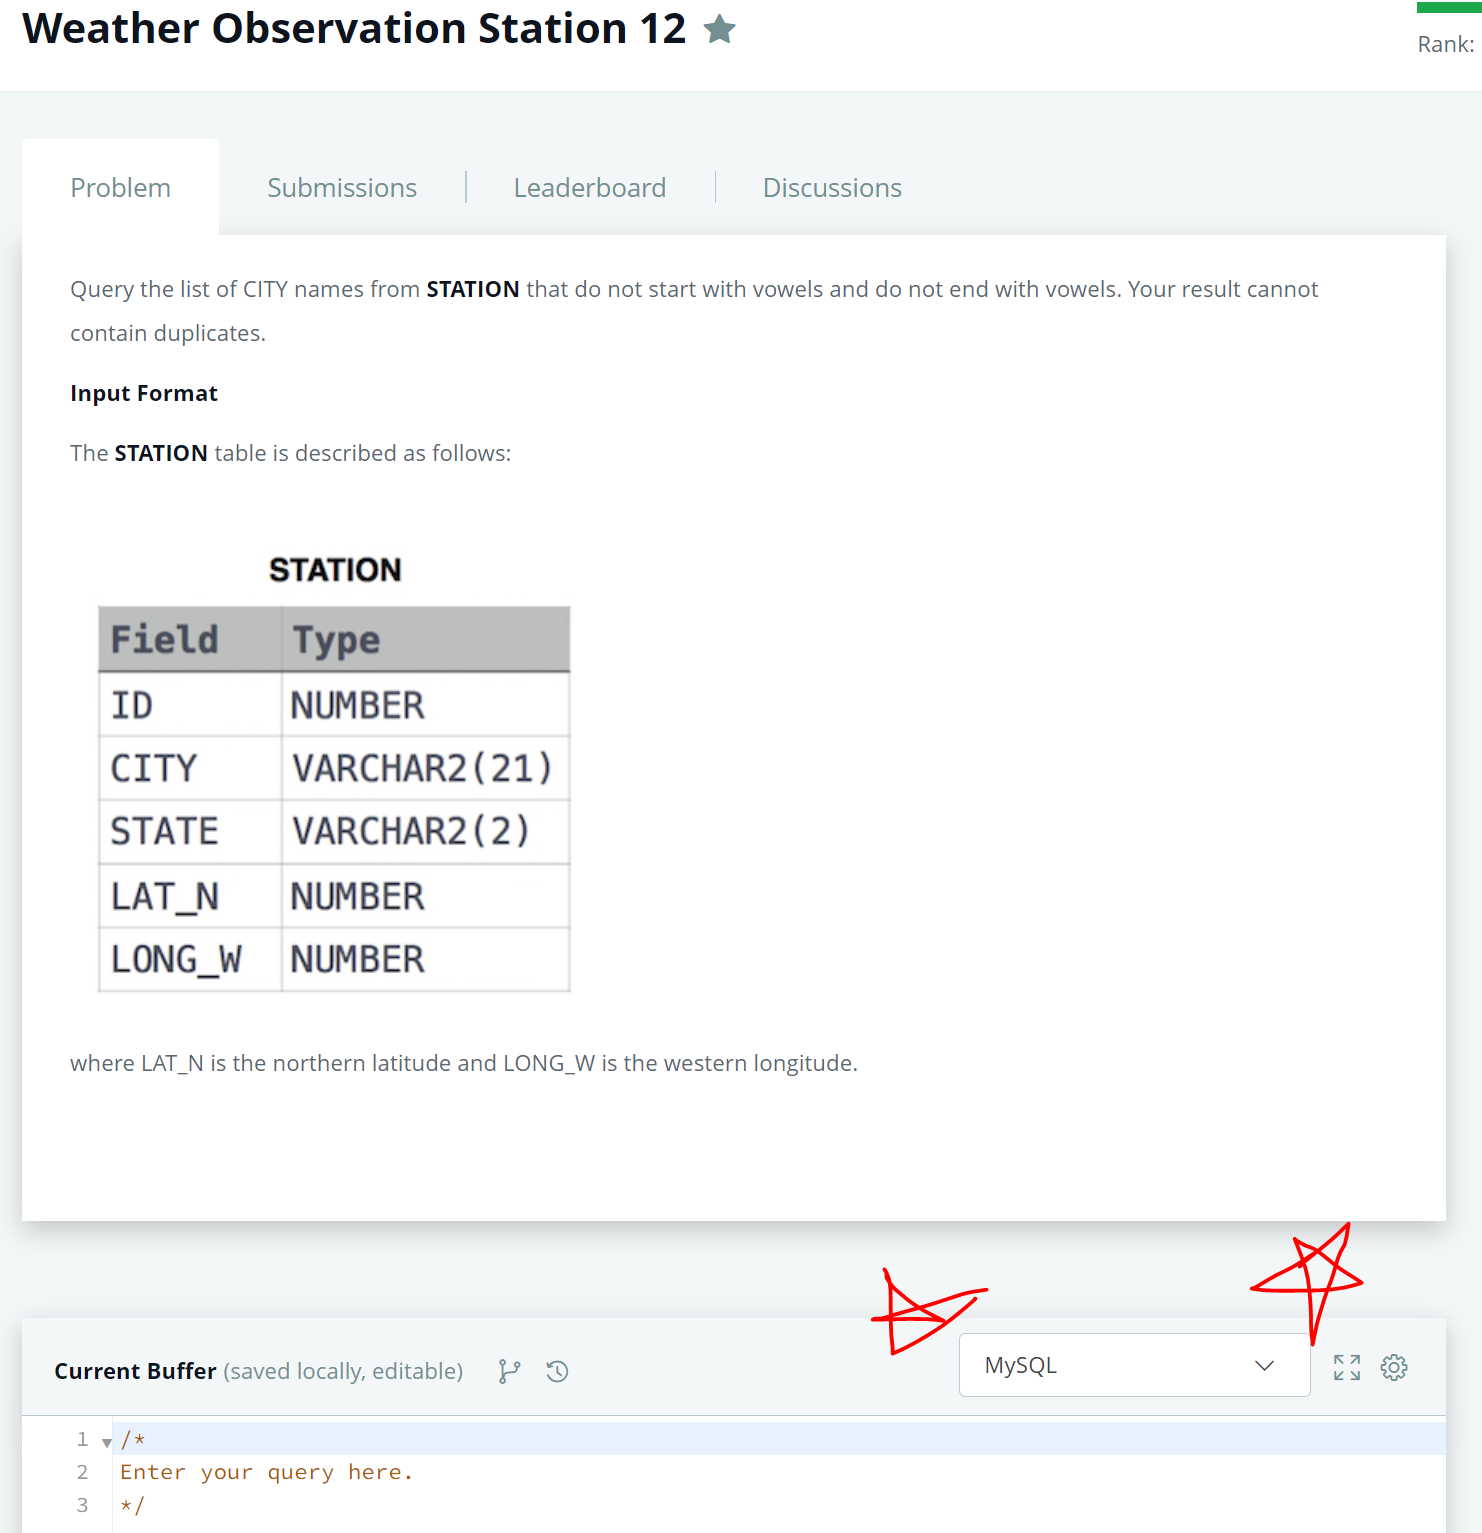 Weather Observation Station 12
Rank:
Problem
Submissions
Leaderboard
Discussions
Query the list of CITY names from STATION that do not start with vowels and do not end with vowels. Your result cannot
contain duplicates.
Input Format
The STATION table is described as follows:
STATION
Field Type
ID NUMBER
CITY VARCHAR2(21)
STATE VARCHAR2(2)
LAT_N NUMBER
LONG_W NUMBER
where LAT_N is the northern latitude and LONG_W is the western longitude.
Current Buffer (saved locally, editable)
MySQL
1 /*
2 Enter your query here.
3 */